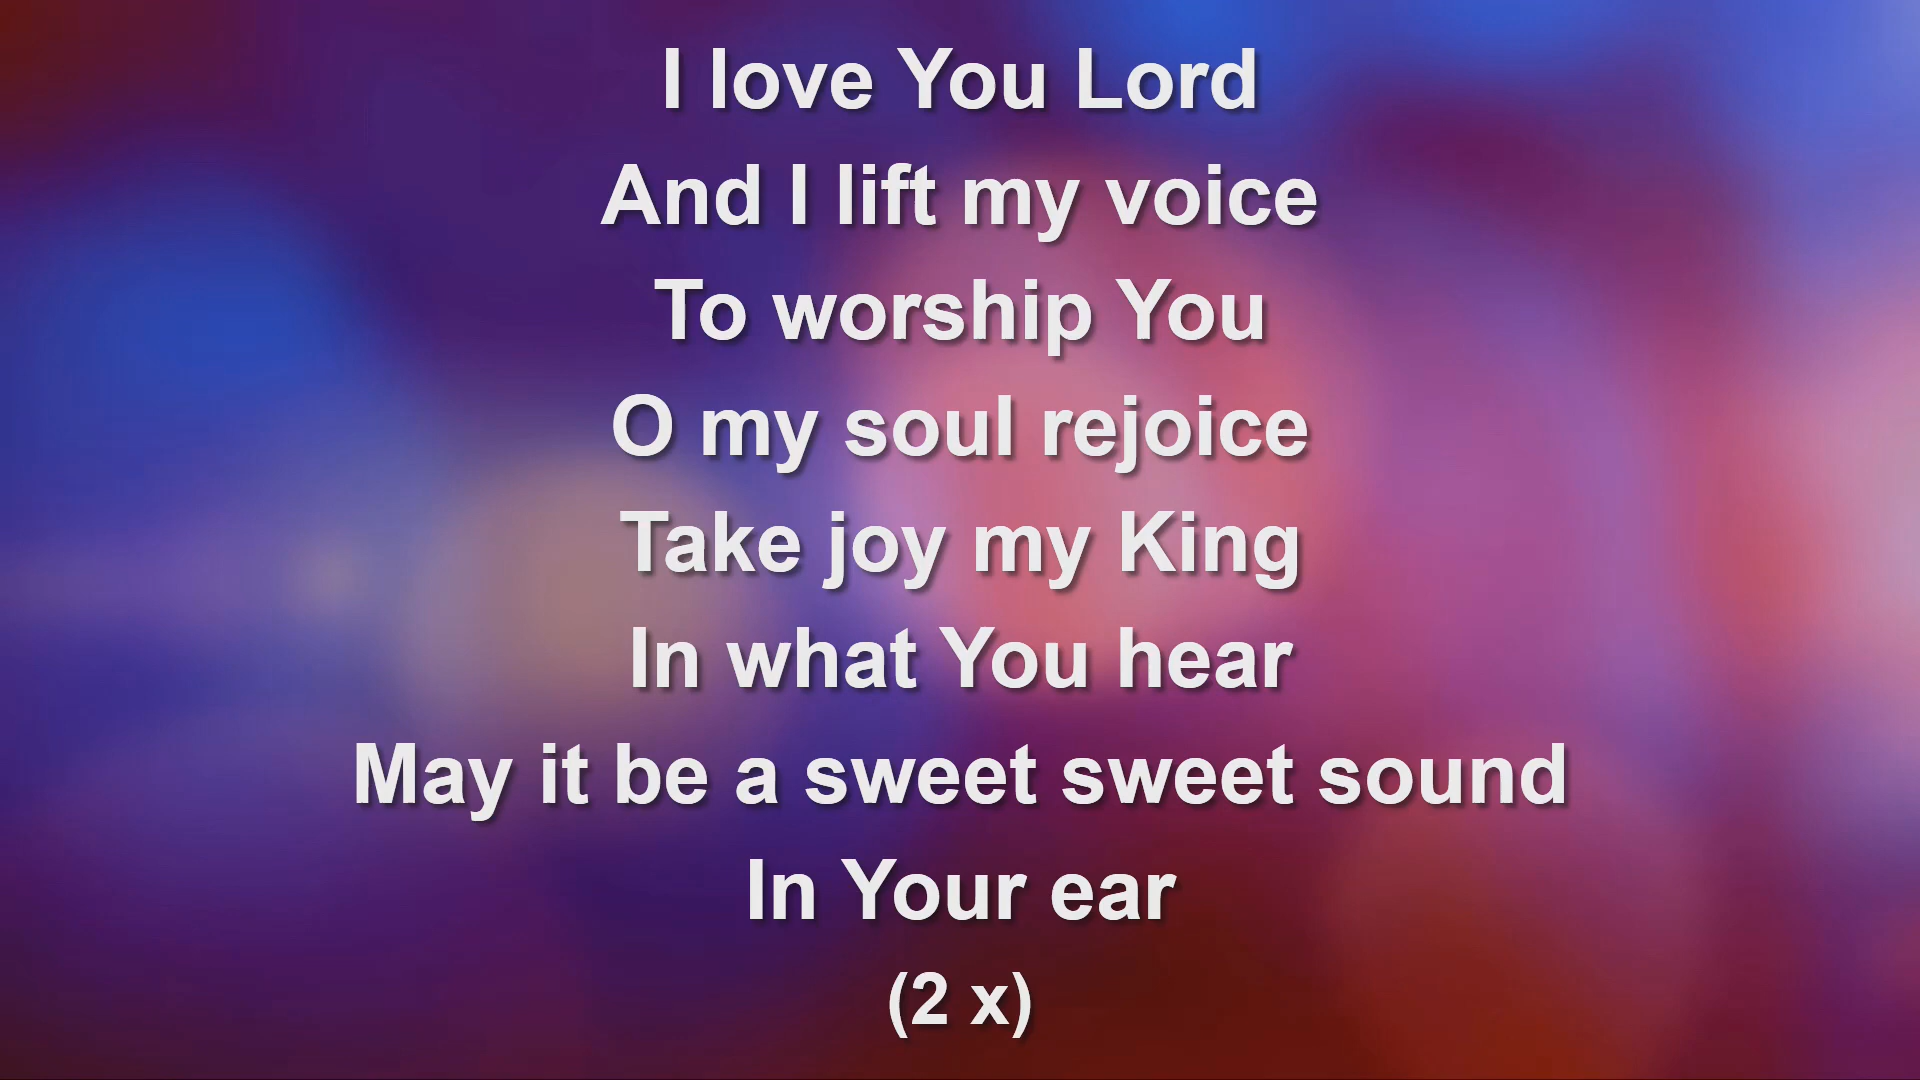 I love You Lord
And I lift my voice
To worship You
O my soul rejoice
Take joy my King
In what You hear
May it be a sweet sweet sound
In Your ear
(2 x)